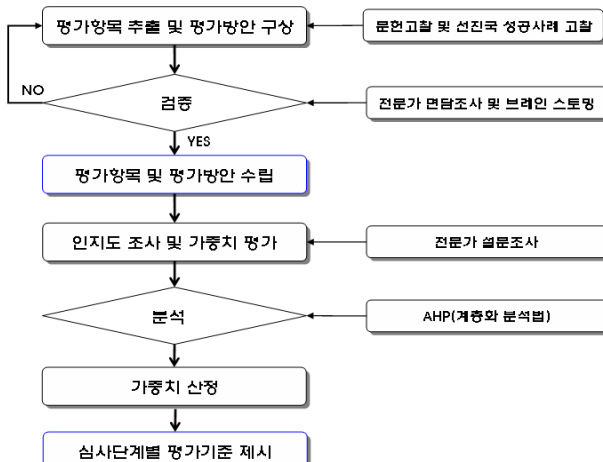 평가항목 추출 및 평가방안 구상
문헌고찰 및 선진국 성공사례 고찰
NO
검증
전문가 면담조사 및 브레인 스토밍
YES
평가항목 및 평가방안 수립
인지도 조사 및 가중치 평가
전문가 설문조사
분석
AHP(계층화 분석법)
가중치 산정
심사단계별 평가기준 제시